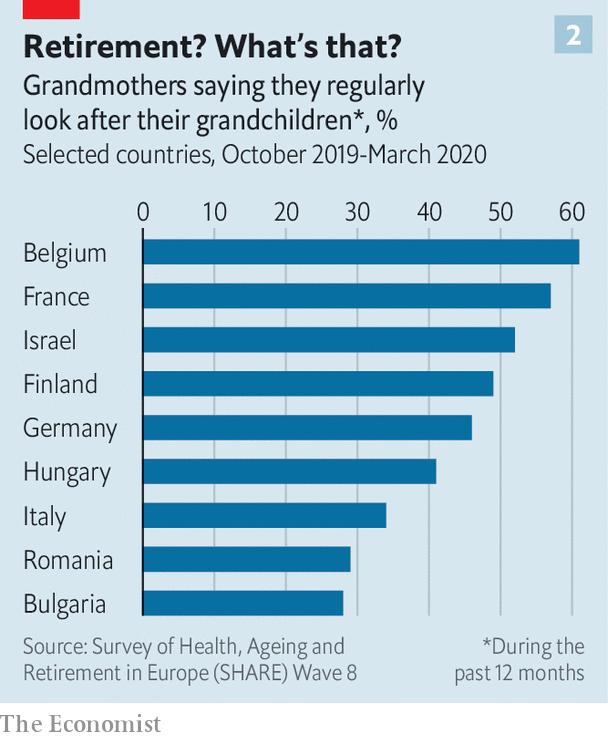 2
Retirement? What’s that?
Grandmothers saying they regularly
look after their grandchildren*, %
Selected countries, October 2019-March 2020
0 10 20 30 40 50 60
Belgium
France
Israel
Finland
Germany
Hungary
Italy
Romania
Bulgaria
Source: Survey of Health, Ageing and
Retirement in Europe (SHARE) Wave 8
*During the
past 12 months
The Economist